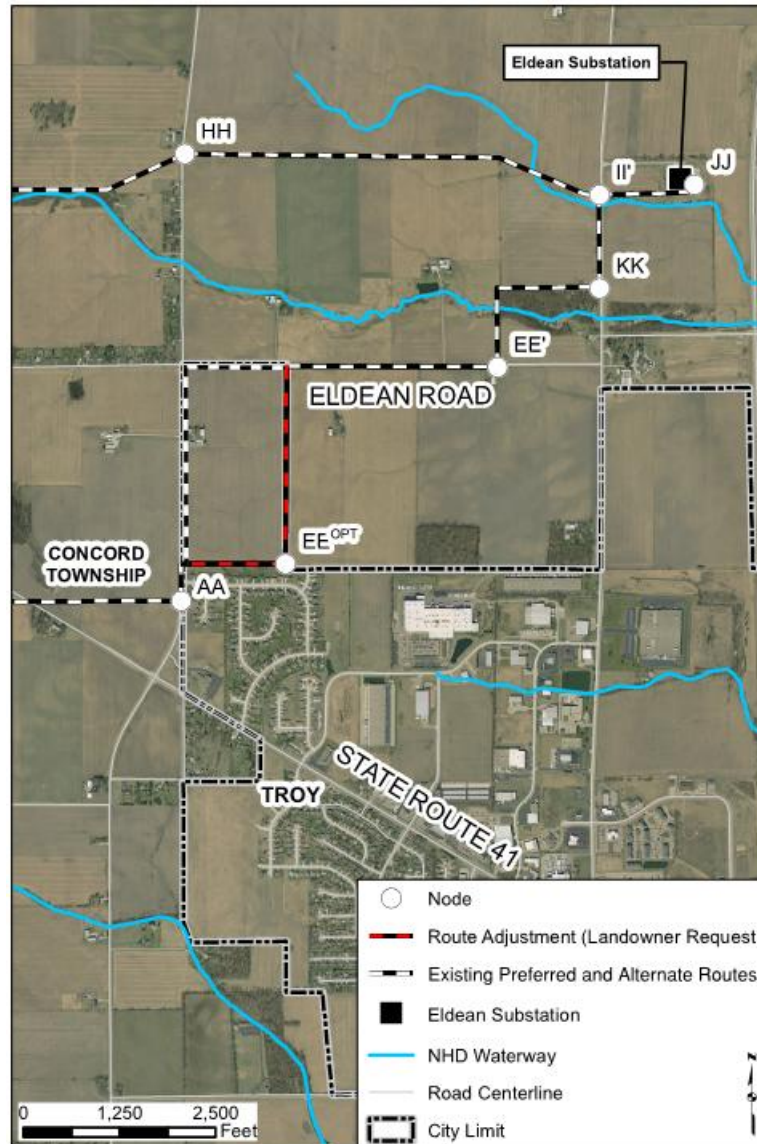 Eldean Substation
HH
II'
JJ
KK
EE'
ELDEAN ROAD
EE OPT
CONCORD
TOWNSHIP
AA
TROY
STATE ROUTE 41
Node
Route Adjustment (Landowner Request
Existing Preferred and Alternate Routes
Eldean Substation
NHD Waterway
Road Centerline
City Limit
0 1,250 2,500
Feet